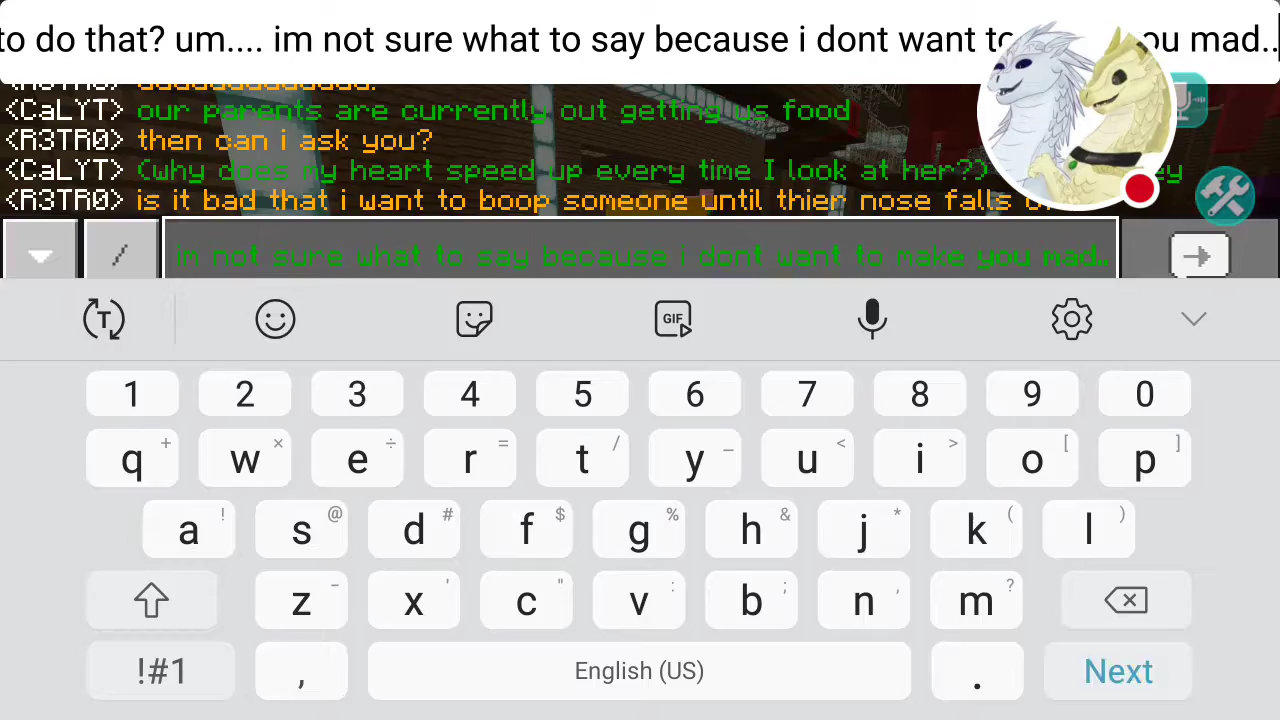 to do that? um.... im not sure what to say because i dont want to ou mad..
<CaLYT> our parents are currently out getting us food
<R3TR0> then can i ask you?
<CaLYT> (why does my heart speed up every time I look at her?)
<R3TR0> is it bad that i want to boop someone until thier nose falls
/
im not sure what to say because i dont want to make you mad..
T
GIF
1 2 3 4 5 6 7 8 9 0
q + w × e ÷ r = t / y _ u < i > o [ p ]
a ! s @ d # f $ g % h & j * k ( l )
z - x ' c " v : b ; n , m ?
!#1 , English (US) . Next